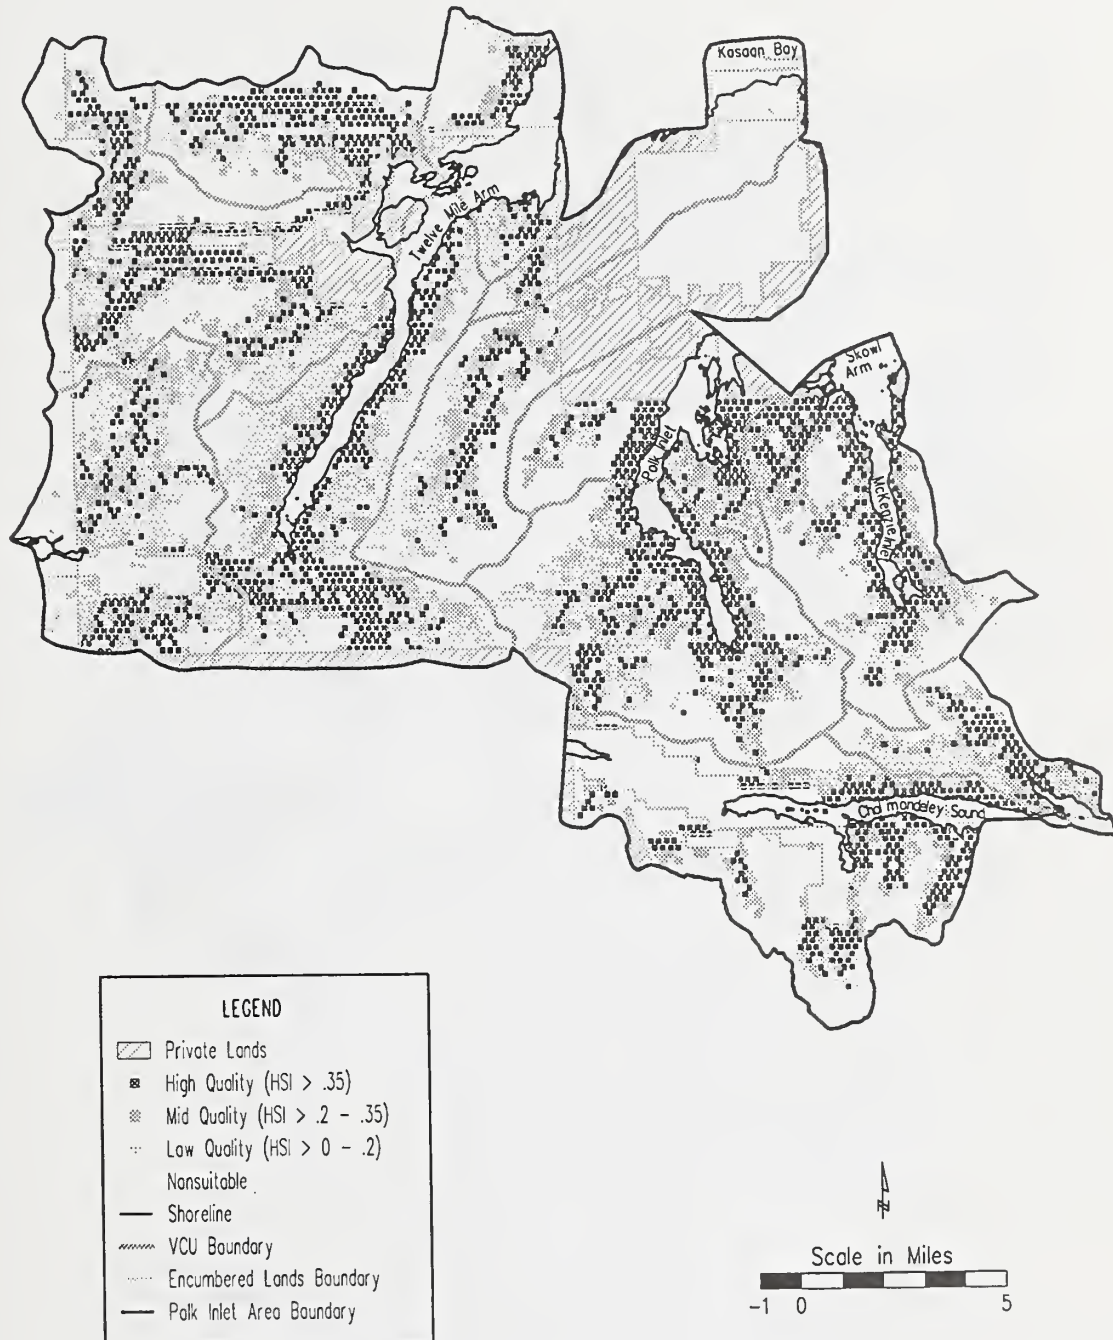 Kasaan Bay
Twelve Mile Arm
Skowl
Arm
Polk Inlet
McKenzie Inlet
Cholmondeley Sound
LEGEND
Private Lands
High Quality (HSI > .35)
Mid Quality (HSI > .2 - .35)
Low Quality (HSI > 0 - .2)
Nonsuitable
Shoreline
VCU Boundary
Encumbered Lands Boundary
Polk Inlet Area Boundary
N
Scale in Miles
-1 0 5